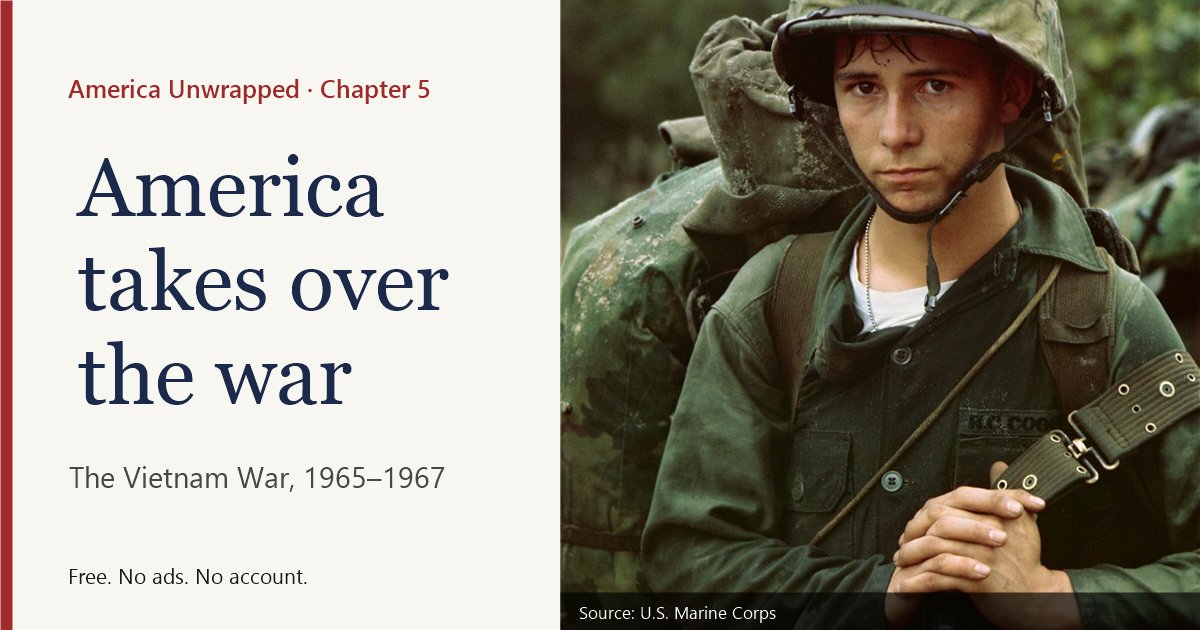 America Unwrapped · Chapter 5
America
takes over
the war
The Vietnam War, 1965–1967
Free. No ads. No account.
Source: U.S. Marine Corps